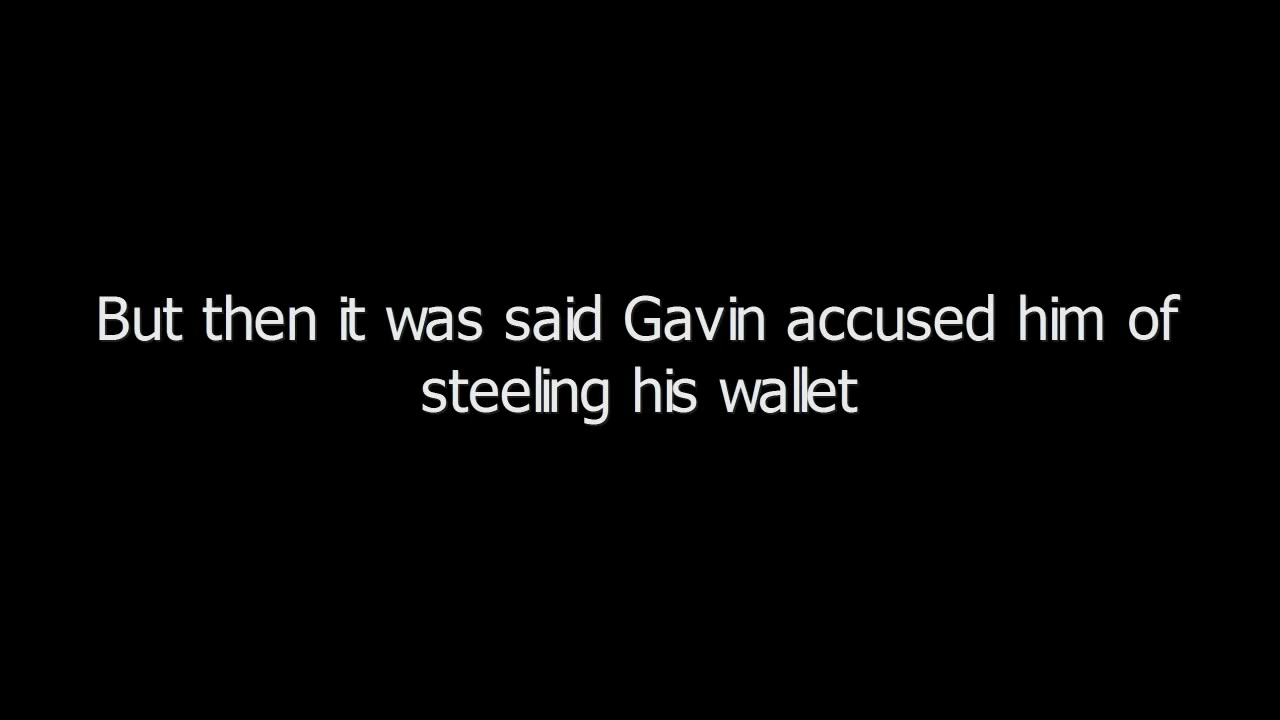 But then it was said Gavin accused him of
steeling his wallet